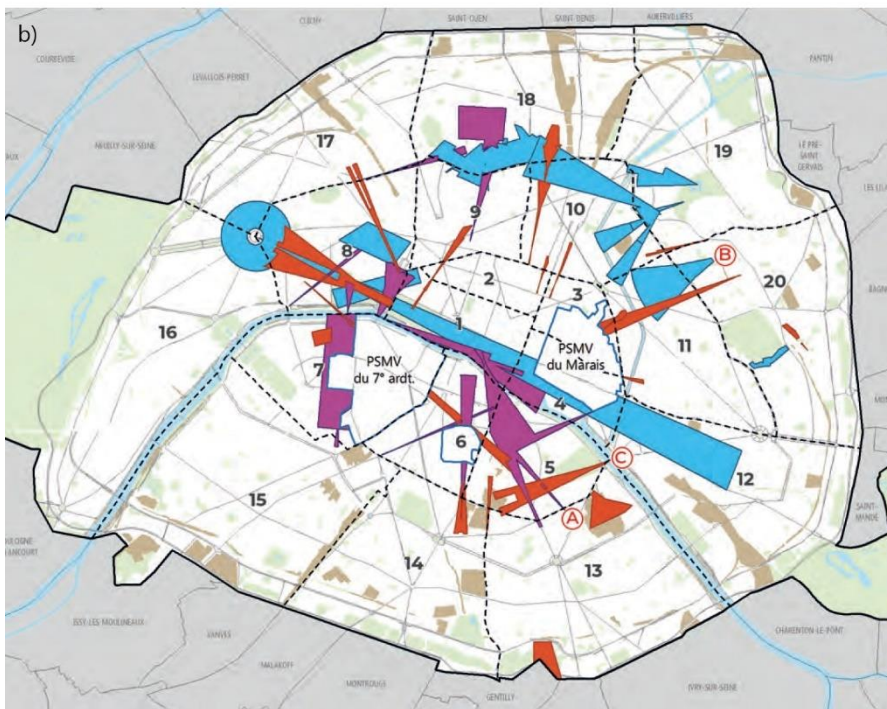 b)
CLICHY
SAINT-OUEN
SAINT-DENIS
AUBERVILLIERS
COURBEVOIE
LEVALLOIS-PERRET
PANTIN
NEUILLY-SUR-SEINE
18
17
19
LE PRÉ-
SAINT-
GERVAIS
9
10
8
2
3
B
20
16
1
PSMV
du 7e ardt.
PSMV
du Marais
11
7
4
6
5
C
12
15
A
SAINT-
MANDÉ
14
13
ISSY-LES-MOULINEAUX
VANVES
MALAKOFF
MONTROUGE
GENTILLY
IVRY-SUR-SEINE
CHARENTON-LE-PONT